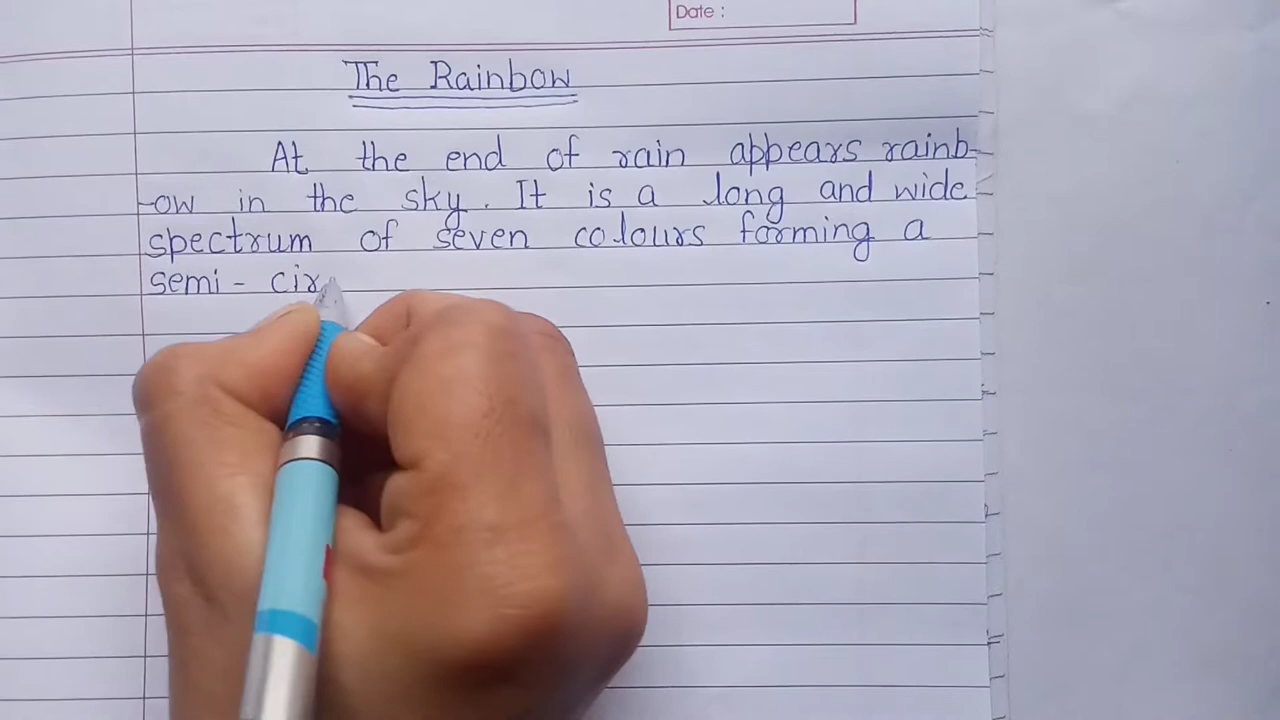 Date :
The Rainbow
At the end of rain appears rainb-
-ow in the sky. It is a long and wide
spectrum of seven colours forming a
semi - cir